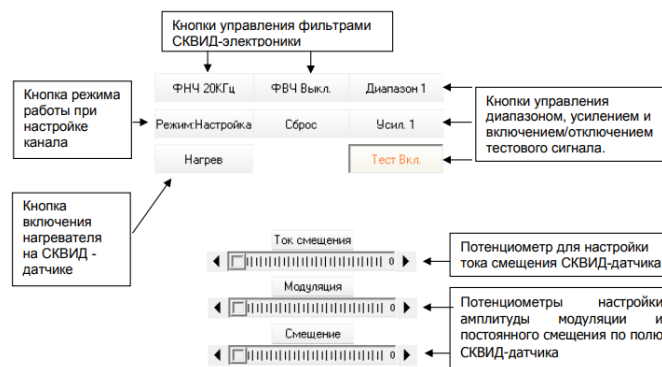 Кнопки управления фильтрами
СКВИД-электроники
ФНЧ 20КГц
ФВЧ Выкл.
Диапазон 1
Кнопка режима
работы при
настройке
канала
Режим:Настройка
Сброс
Усил. 1
Кнопки управления
диапазоном, усилением и
включением/отключением
тестового сигнала.
Нагрев
Тест Вкл.
Кнопка
включения
нагревателя
на СКВИД -
датчике
Ток смещения
0
Потенциометр для настройки
тока смещения СКВИД-датчика
Модуляция
0
Потенциометры настройки
амплитуды модуляции и
постоянного смещения по полю
СКВИД-датчика
Смещение
0